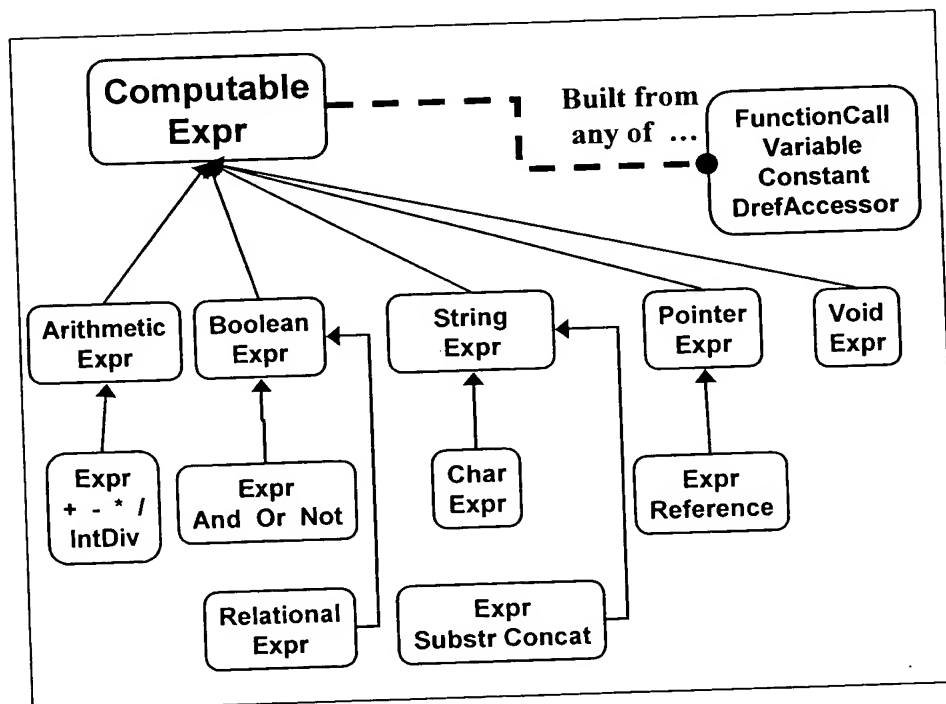 Computable
Expr
Built from
any of ...
FunctionCall
Variable
Constant
DrefAccessor
Arithmetic
Expr
Boolean
Expr
String
Expr
Pointer
Expr
Void
Expr
Expr
+ - * /
IntDiv
Expr
And Or Not
Char
Expr
Expr
Reference
Relational
Expr
Expr
Substr Concat